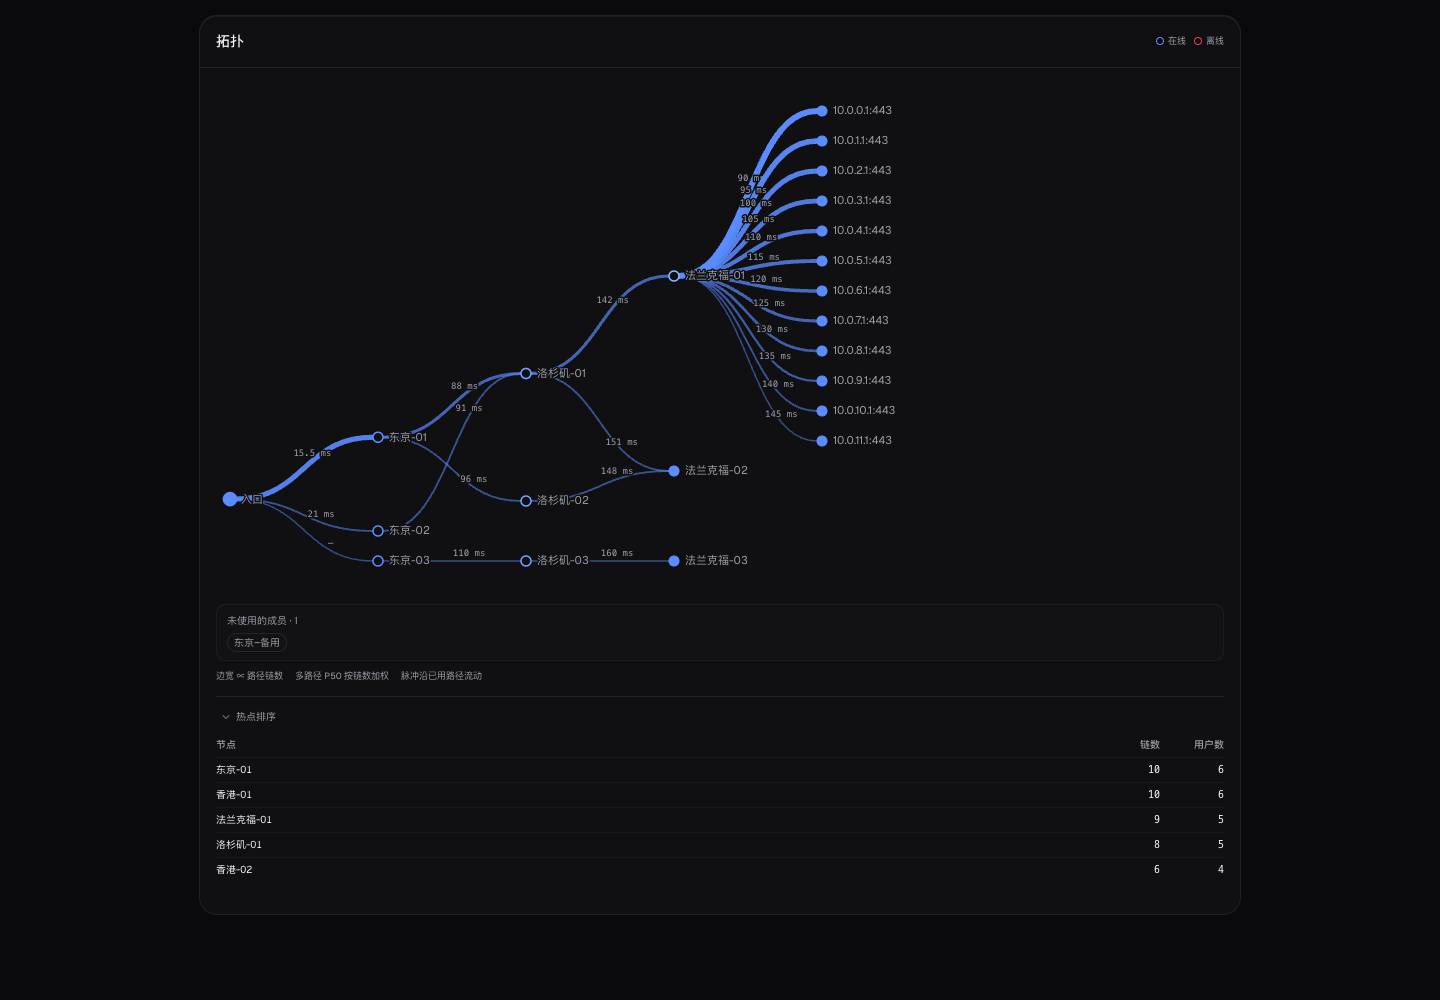 拓扑
在线 离线
10.0.0.1:443
10.0.1.1:443
10.0.2.1:443
10.0.3.1:443
10.0.4.1:443
10.0.5.1:443
10.0.6.1:443
10.0.7.1:443
10.0.8.1:443
10.0.9.1:443
10.0.10.1:443
10.0.11.1:443
90 ms
95 ms
100 ms
105 ms
110 ms
115 ms
120 ms
125 ms
130 ms
135 ms
140 ms
145 ms
法兰克福-01
142 ms
洛杉矶-01
88 ms
91 ms
东京-01
15.5 ms
151 ms
148 ms
法兰克福-02
96 ms
洛杉矶-02
入口
21 ms
东京-02
–
东京-03
110 ms
洛杉矶-03
160 ms
法兰克福-03
未使用的成员 · 1
东京-备用
边宽 ∝ 路径链数 多路径 P50 按链数加权 脉冲沿已用路径流动
热点排序
节点 链数 用户数
东京-01 10 6
香港-01 10 6
法兰克福-01 9 5
洛杉矶-01 8 5
香港-02 6 4